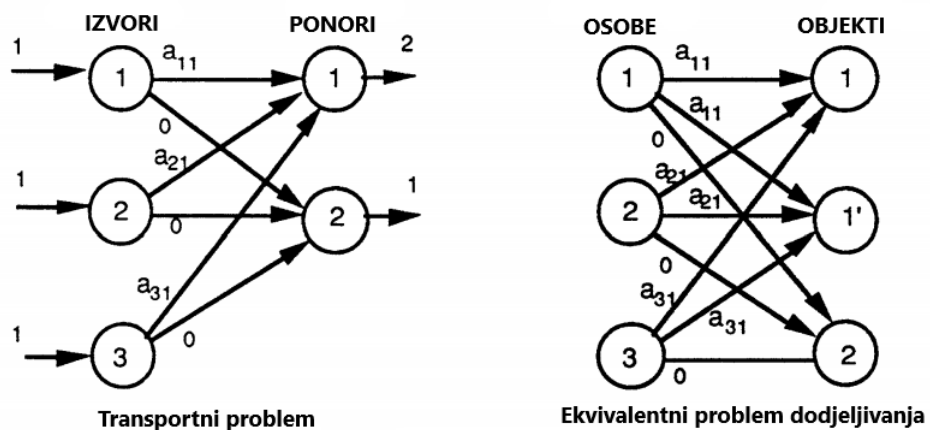 IZVORI PONORI
1 1 a11 1 2
0
a21
1 2 0 2 1
a31
1 3 0
Transportni problem
OSOBE OBJEKTI
1 a11 1
a11
0
a21
2 a21 1'
0
a31
a31
3 0 2
Ekvivalentni problem dodjeljivanja